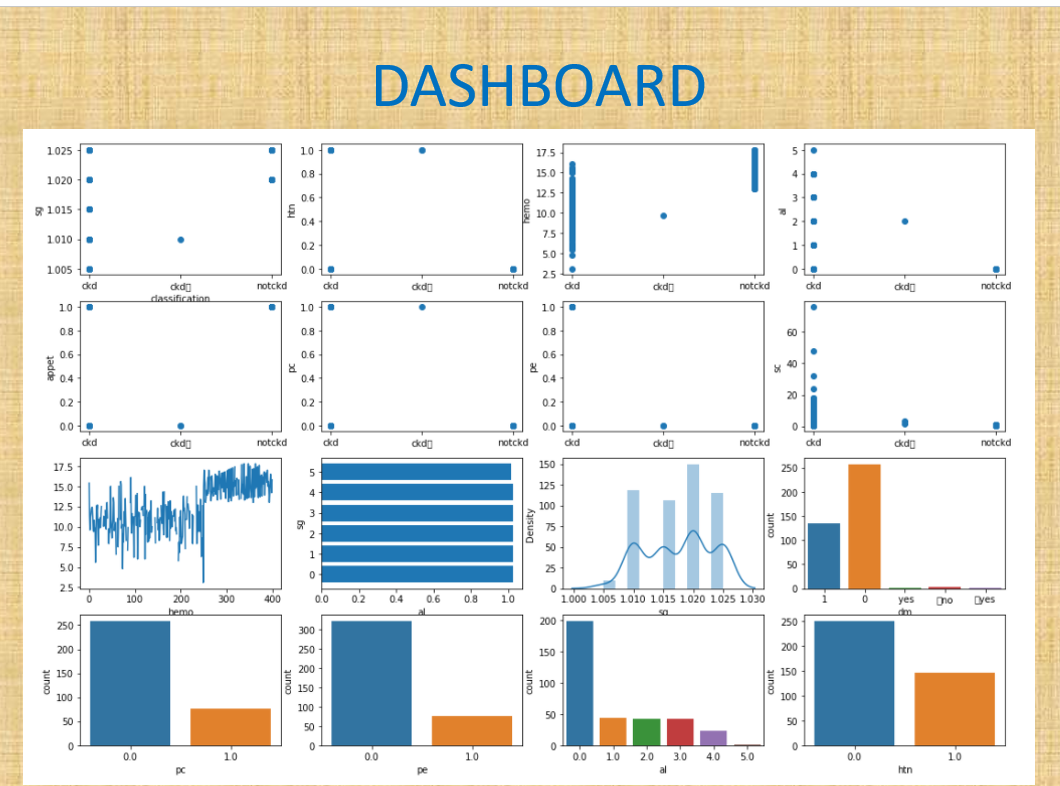 DASHBOARD
1.025
1.020
1.015
1.010
1.005
sg
ckd ckd▯ notckd
classification
1.0
0.8
0.6
0.4
0.2
0.0
htn
ckd ckd▯ notckd
17.5
15.0
12.5
10.0
7.5
5.0
2.5
hemo
ckd ckd▯ notckd
5
4
3
2
1
0
al
ckd ckd▯ notckd
1.0
0.8
0.6
0.4
0.2
0.0
appet
ckd ckd▯ notckd
1.0
0.8
0.6
0.4
0.2
0.0
pc
ckd ckd▯ notckd
1.0
0.8
0.6
0.4
0.2
0.0
pe
ckd ckd▯ notckd
60
40
20
0
sc
ckd ckd▯ notckd
17.5
15.0
12.5
10.0
7.5
5.0
2.5
0 100 200 300 400
hemo
5
4
3
2
1
0
sg
0.0 0.2 0.4 0.6 0.8 1.0
al
150
125
100
75
50
25
0
Density
1.000 1.005 1.010 1.015 1.020 1.025 1.030
sg
250
200
150
100
50
0
count
1 0 yes ▯no ▯yes
dm
250
200
150
100
50
0
count
0.0 1.0
pc
300
250
200
150
100
50
0
count
0.0 1.0
pe
200
150
100
50
0
count
0.0 1.0 2.0 3.0 4.0 5.0
al
250
200
150
100
50
0
count
0.0 1.0
htn